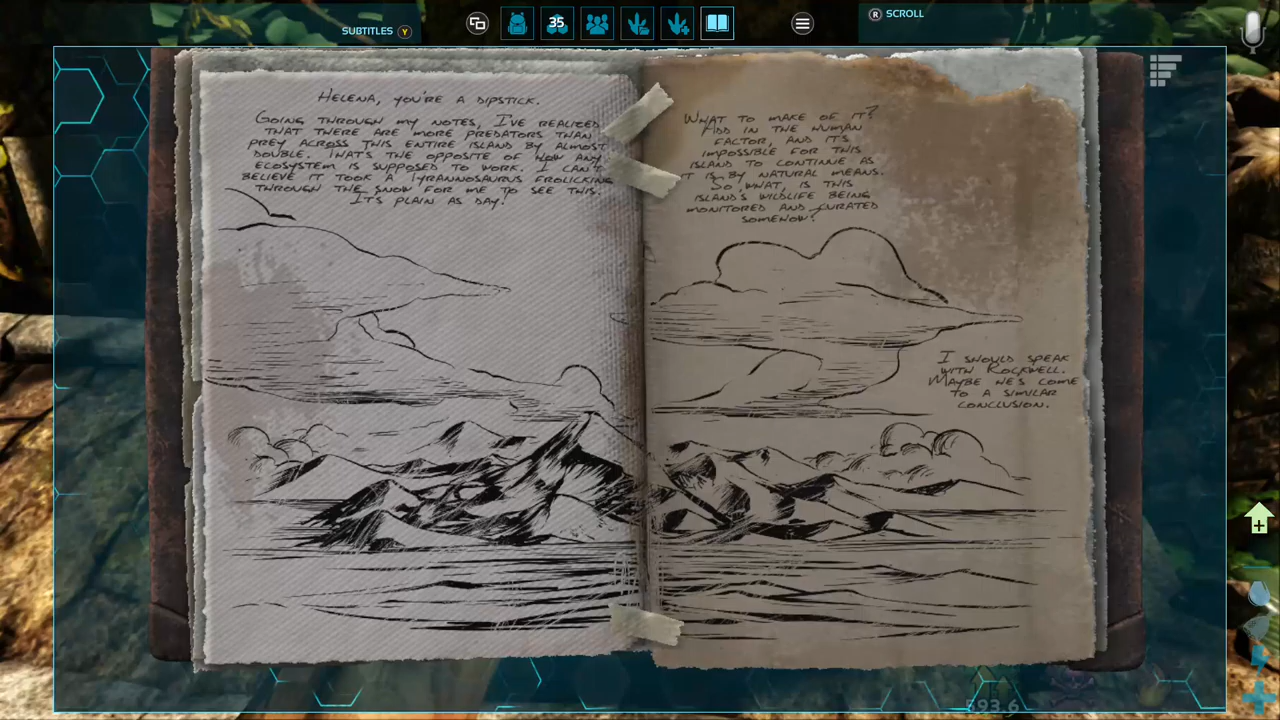 SUBTITLES Y
35
R SCROLL
HELENA, YOU'RE A DIPSTICK.
GOING THROUGH MY NOTES, I'VE REALIZED
THAT THERE ARE MORE PREDATORS THAN
PREY ACROSS THIS ENTIRE ISLAND BY ALMOST
DOUBLE. THAT'S THE OPPOSITE OF HOW ANY
ECOSYSTEM IS SUPPOSED TO WORK. I CAN'T
BELIEVE IT TOOK A TYRANNOSAURUS FROLICKING
THROUGH THE SNOW FOR ME TO SEE THIS.
IT'S PLAIN AS DAY!
WHAT TO MAKE OF IT?
ADD IN THE HUMAN
FACTOR, AND IT'S
IMPOSSIBLE FOR THIS
ISLAND TO CONTINUE AS
IT IS BY NATURAL MEANS.
SO WHAT, IS THIS
ISLAND'S WILDLIFE BEING
MONITORED AND CURATED
SOMEHOW?
I SHOULD SPEAK
WITH ROCKWELL.
MAYBE HE'S COME
TO A SIMILAR
CONCLUSION.
593.6